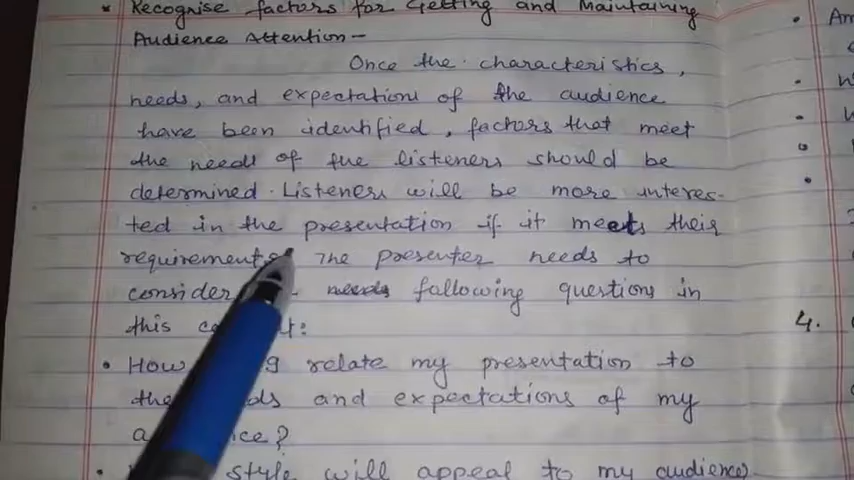 • Recognise factors for Getting and Maintaining
Audience Attention -
Once the characteristics,
needs, and expectations of the audience
have been identified, factors that meet
the needs of the listeners should be
determined. Listeners will be more interes-
ted in the presentation if it meets their
requirements. The presenter needs to
consider needs following questions in
this
• How relate my presentation to
the and expectations of my
?
• style will appeal to my audience
4.